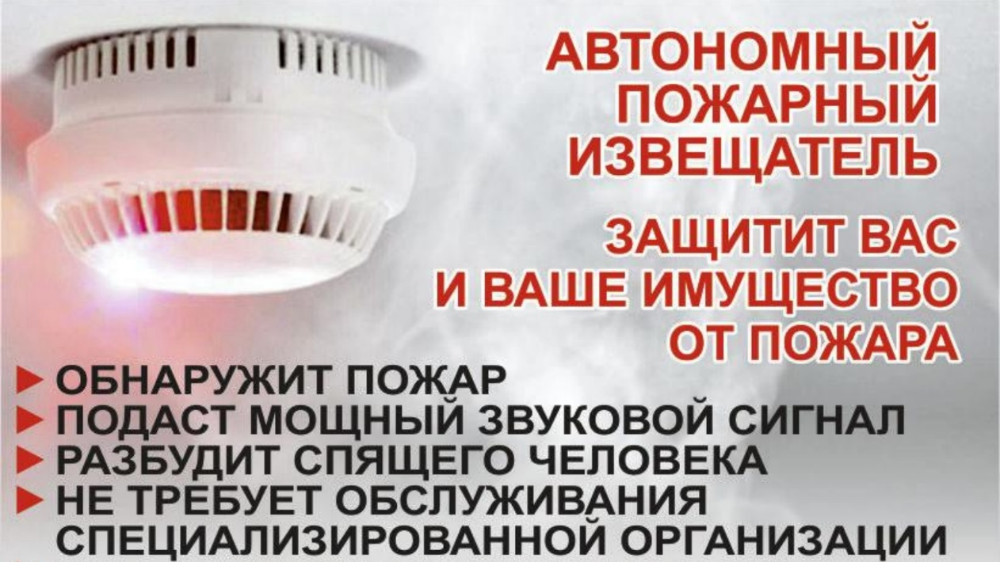 АВТОНОМНЫЙ
ПОЖАРНЫЙ
ИЗВЕЩАТЕЛЬ
ЗАЩИТИТ ВАС
И ВАШЕ ИМУЩЕСТВО
ОТ ПОЖАРА
ОБНАРУЖИТ ПОЖАР
ПОДАСТ МОЩНЫЙ ЗВУКОВОЙ СИГНАЛ
РАЗБУДИТ СПЯЩЕГО ЧЕЛОВЕКА
НЕ ТРЕБУЕТ ОБСЛУЖИВАНИЯ
СПЕЦИАЛИЗИРОВАННОЙ ОРГАНИЗАЦИИ